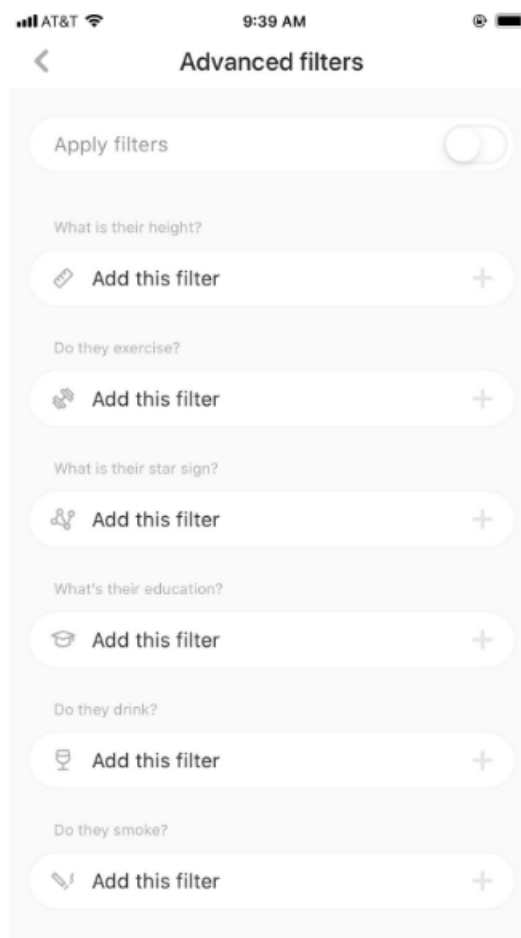 AT&T 9:39 AM
Advanced filters
Apply filters
What is their height?
Add this filter
Do they exercise?
Add this filter
What is their star sign?
Add this filter
What's their education?
Add this filter
Do they drink?
Add this filter
Do they smoke?
Add this filter